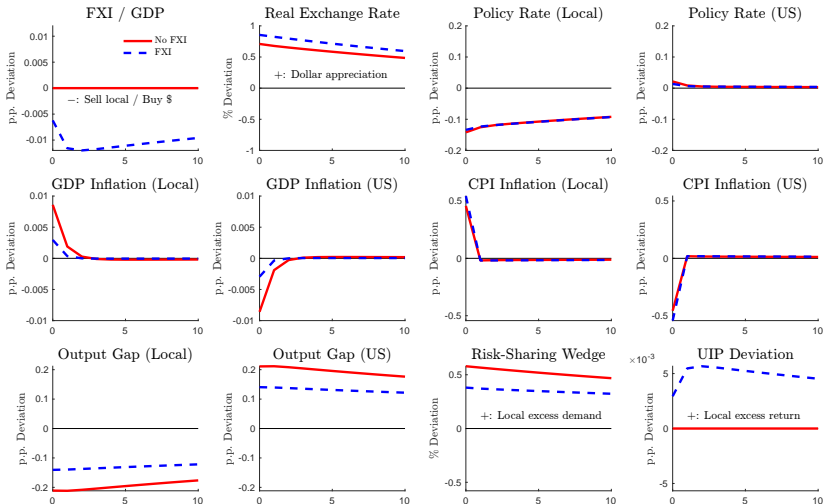 FXI / GDP
Real Exchange Rate
Policy Rate (Local)
Policy Rate (US)
p.p. Deviation
0.01
0.005
0
-0.005
-0.01
No FXI
FXI
−: Sell local / Buy $
0
5
10
% Deviation
1
0.5
0
-0.5
-1
+: Dollar appreciation
0
5
10
p.p. Deviation
0.2
0.1
0
-0.1
-0.2
0
5
10
p.p. Deviation
0.2
0.1
0
-0.1
-0.2
0
5
10
GDP Inflation (Local)
GDP Inflation (US)
CPI Inflation (Local)
CPI Inflation (US)
p.p. Deviation
0.01
0.005
0
-0.005
-0.01
0
5
10
p.p. Deviation
0.01
0.005
0
-0.005
-0.01
0
5
10
p.p. Deviation
0.5
0
-0.5
0
5
10
p.p. Deviation
0.5
0
-0.5
0
5
10
Output Gap (Local)
Output Gap (US)
Risk-Sharing Wedge
UIP Deviation
p.p. Deviation
0.2
0.1
0
-0.1
-0.2
0
5
10
p.p. Deviation
0.2
0.1
0
-0.1
-0.2
0
5
10
% Deviation
0.5
0
-0.5
+: Local excess demand
0
5
10
p.p. Deviation
×10⁻³
5
0
-5
+: Local excess return
0
5
10